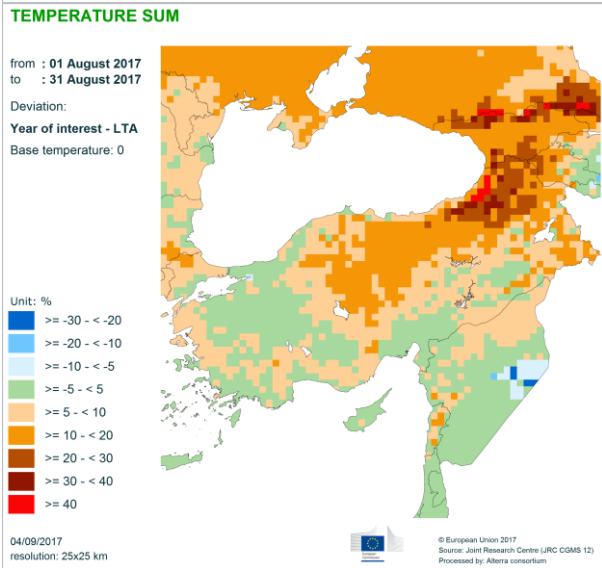 TEMPERATURE SUM
from : 01 August 2017
to : 31 August 2017
Deviation:
Year of interest - LTA
Base temperature: 0
Unit: %
>= -30 - < -20
>= -20 - < -10
>= -10 - < -5
>= -5 - < 5
>= 5 - < 10
>= 10 - < 20
>= 20 - < 30
>= 30 - < 40
>= 40
04/09/2017
resolution: 25x25 km
European
Commission
© European Union 2017
Source: Joint Research Centre (JRC CGMS 12)
Processed by: Alterra consortium